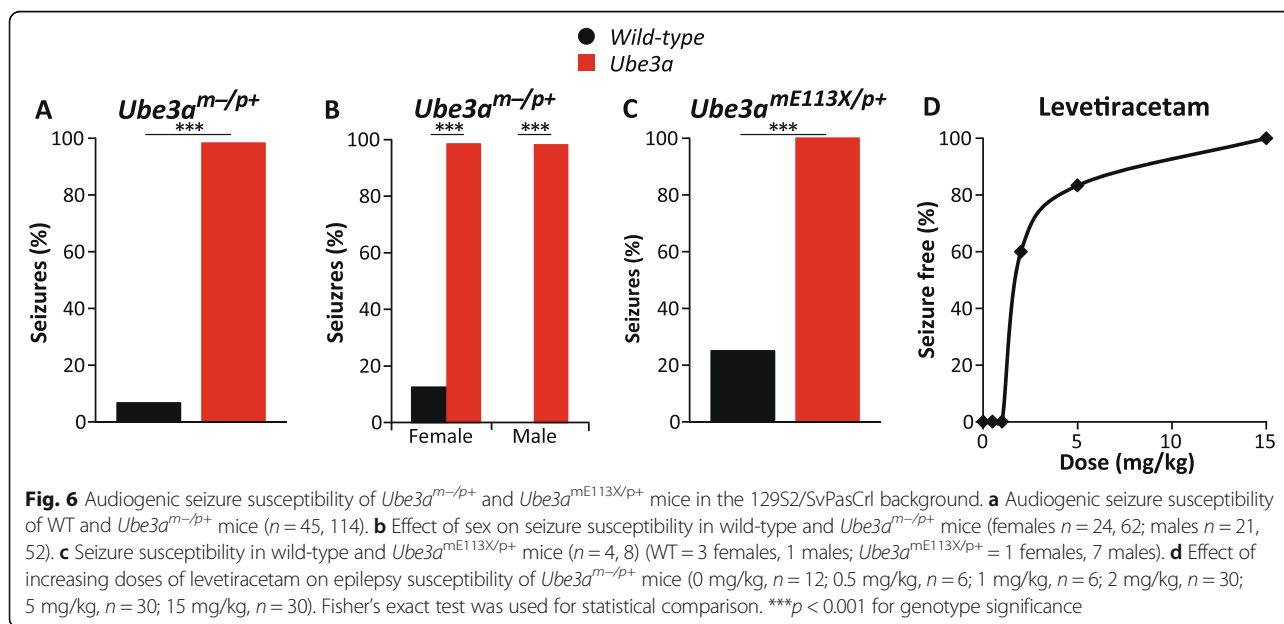 Wild-type
Ube3a
A
Ube3a^m–/p+
***
Seizures (%)
100
80
60
40
20
0
B
Ube3a^m–/p+
*** ***
Seiuzres (%)
100
80
60
40
20
0
Female Male
C
Ube3a^mE113X/p+
***
Seizures (%)
100
80
60
40
20
0
D
Levetiracetam
Seizure free (%)
100
80
60
40
20
0
0 5 10 15
Dose (mg/kg)
Fig. 6 Audiogenic seizure susceptibility of Ube3a^m–/p+ and Ube3a^mE113X/p+ mice in the 129S2/SvPasCrl background. a Audiogenic seizure susceptibility
of WT and Ube3a^m–/p+ mice (n = 45, 114). b Effect of sex on seizure susceptibility in wild-type and Ube3a^m–/p+ mice (females n = 24, 62; males n = 21,
52). c Seizure susceptibility in wild-type and Ube3a^mE113X/p+ mice (n = 4, 8) (WT = 3 females, 1 males; Ube3a^mE113X/p+ = 1 females, 7 males). d Effect of
increasing doses of levetiracetam on epilepsy susceptibility of Ube3a^m–/p+ mice (0 mg/kg, n = 12; 0.5 mg/kg, n = 6; 1 mg/kg, n = 6; 2 mg/kg, n = 30;
5 mg/kg, n = 30; 15 mg/kg, n = 30). Fisher's exact test was used for statistical comparison. ***p < 0.001 for genotype significance